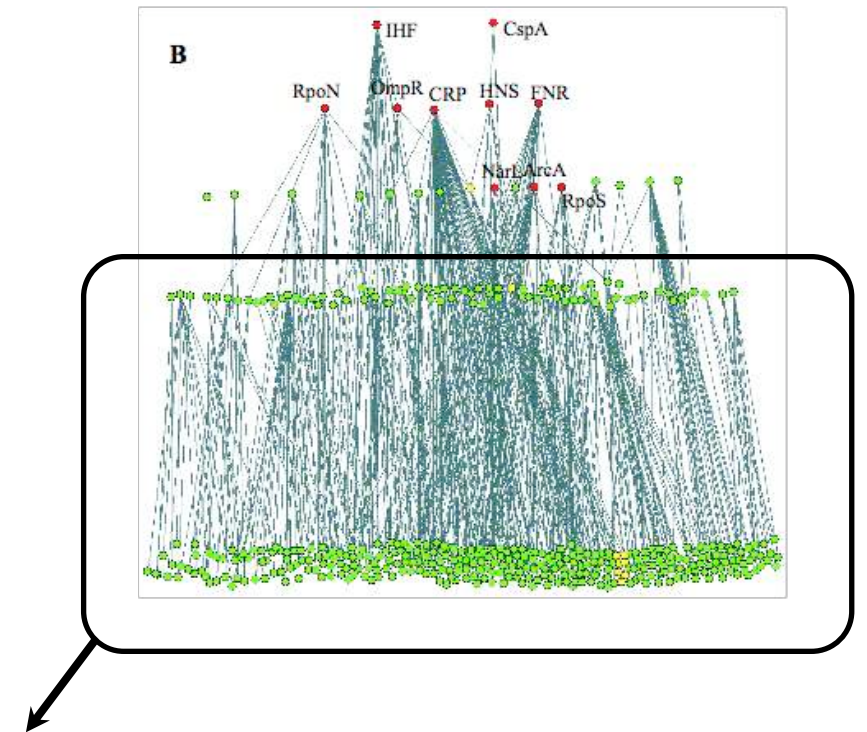 IHF
CspA
B
RpoN
OmpR
CRP
HNS
FNR
NarL
ArcA
RpoS